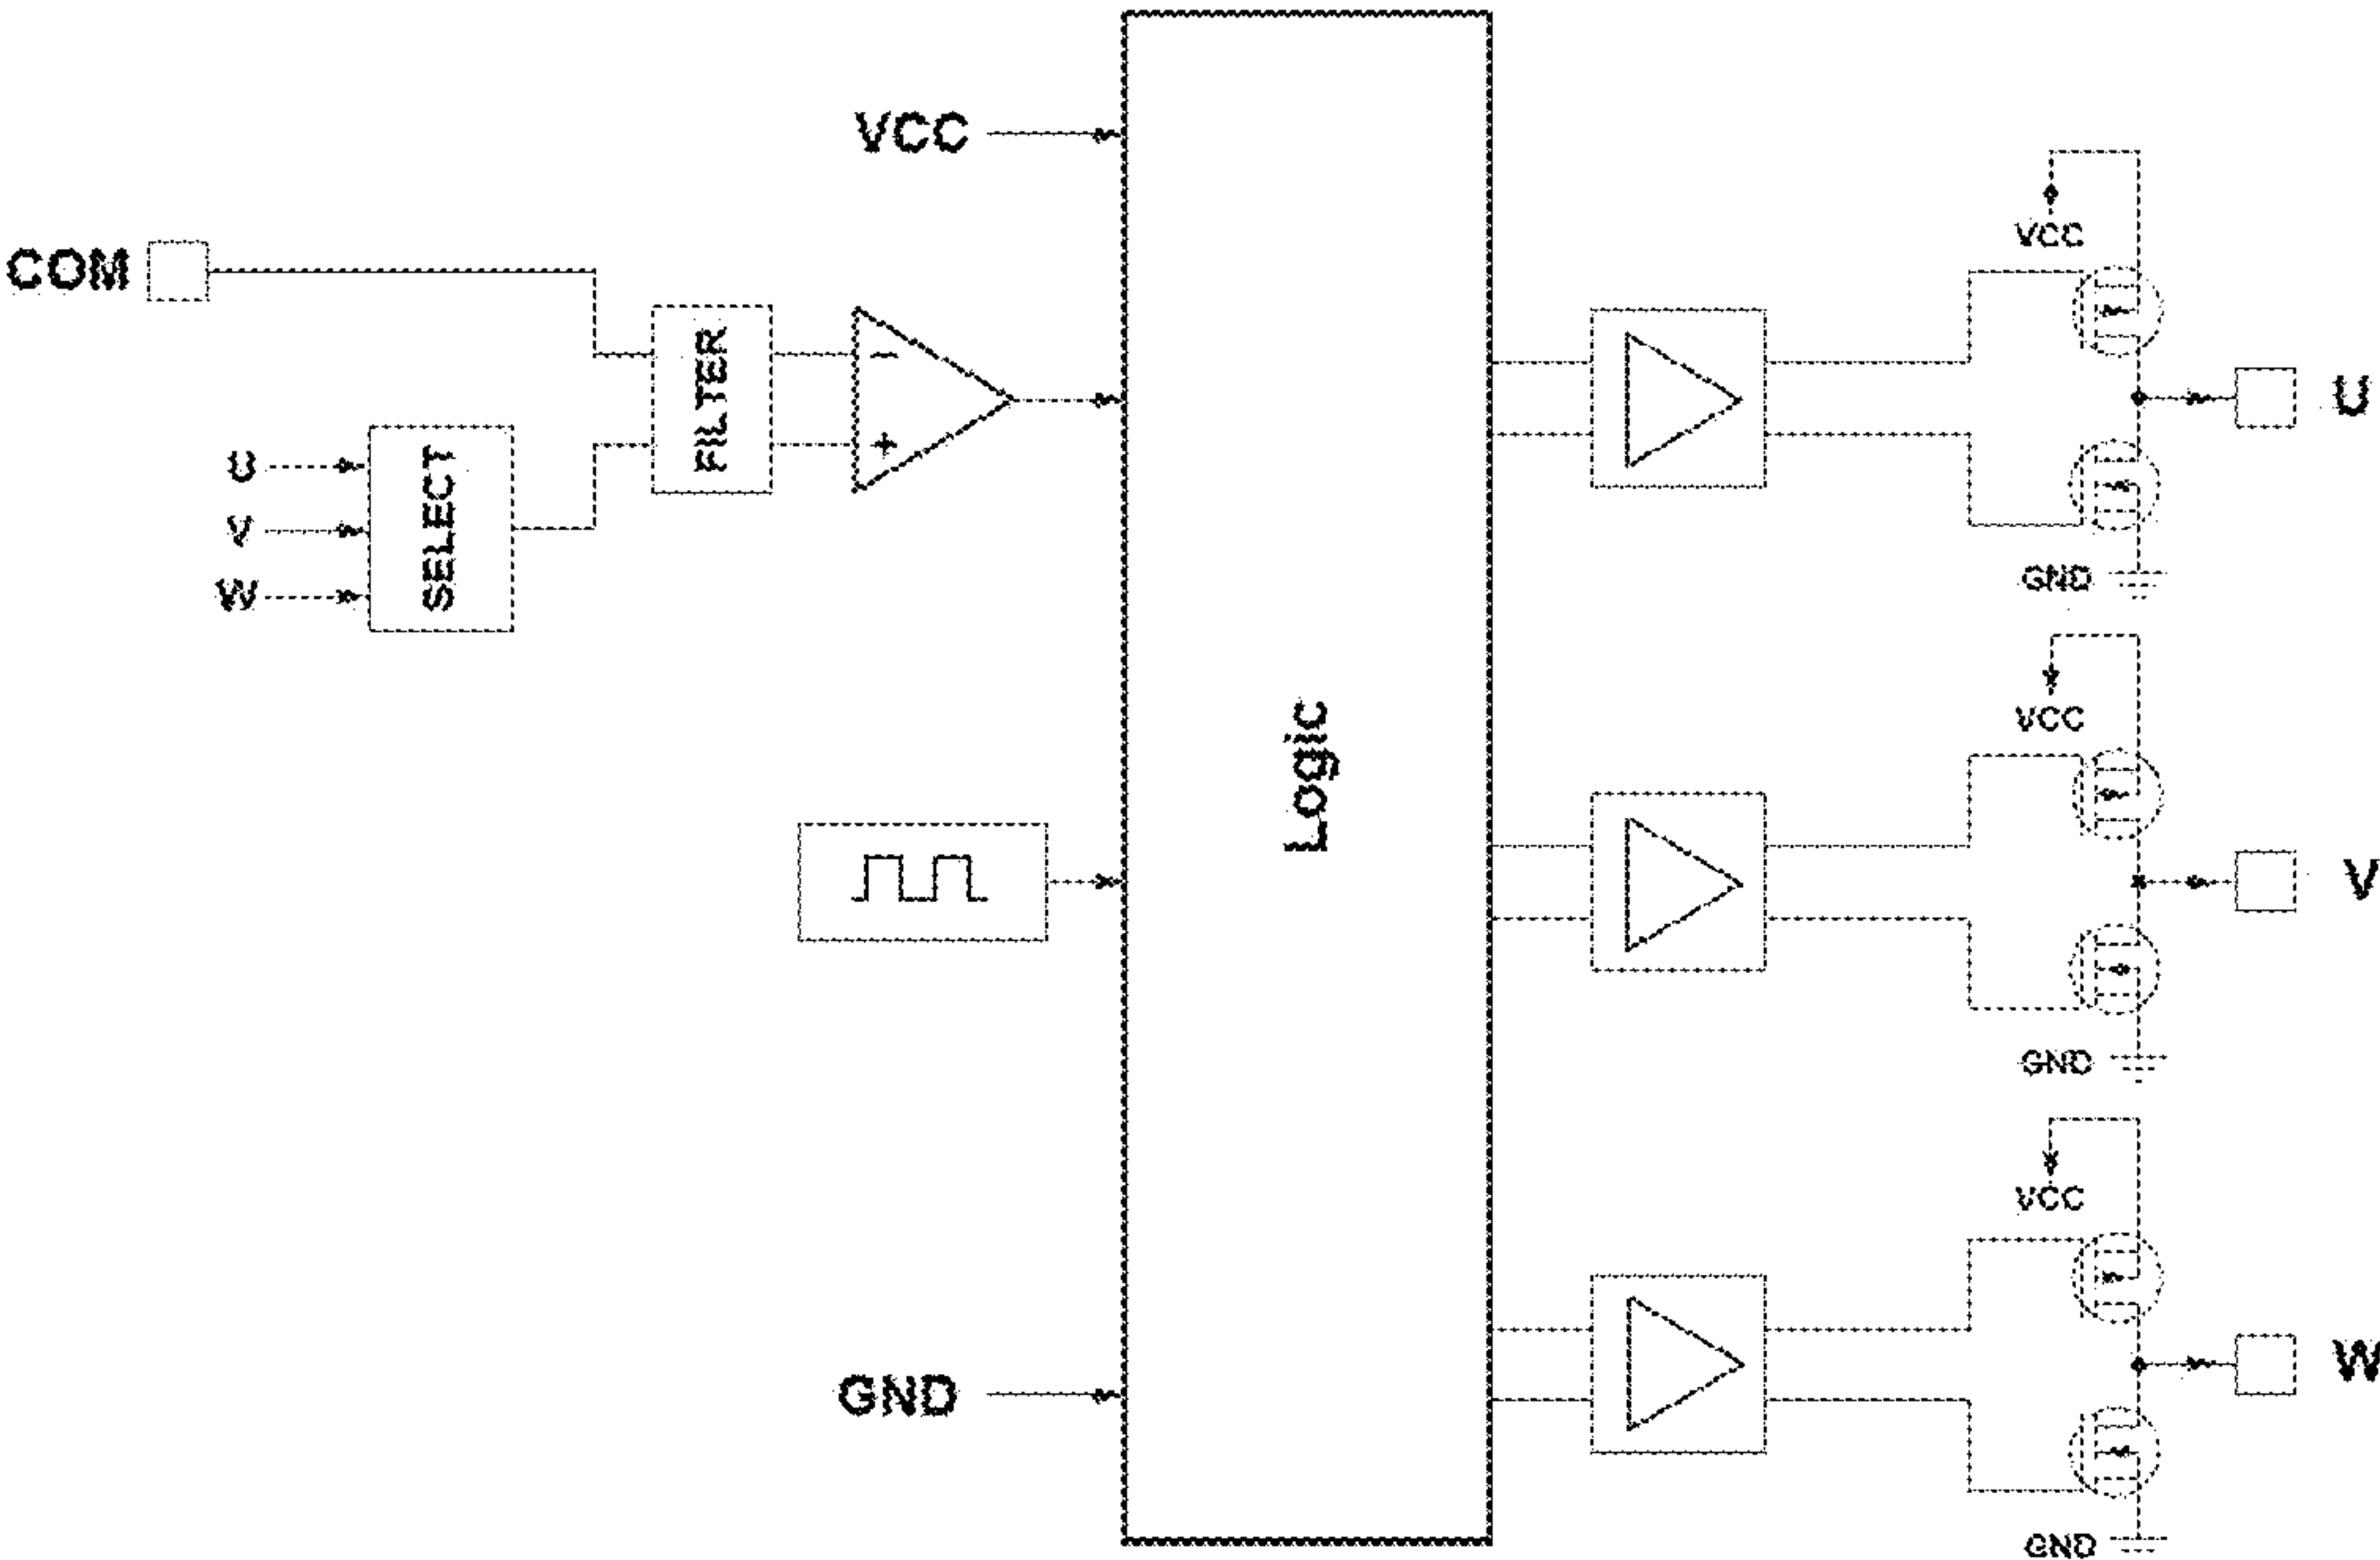 VCC
COM
FILTER
−
+
U
V
W
SELECT
Logic
GND
VCC
U
GND
VCC
V
GND
VCC
W
GND